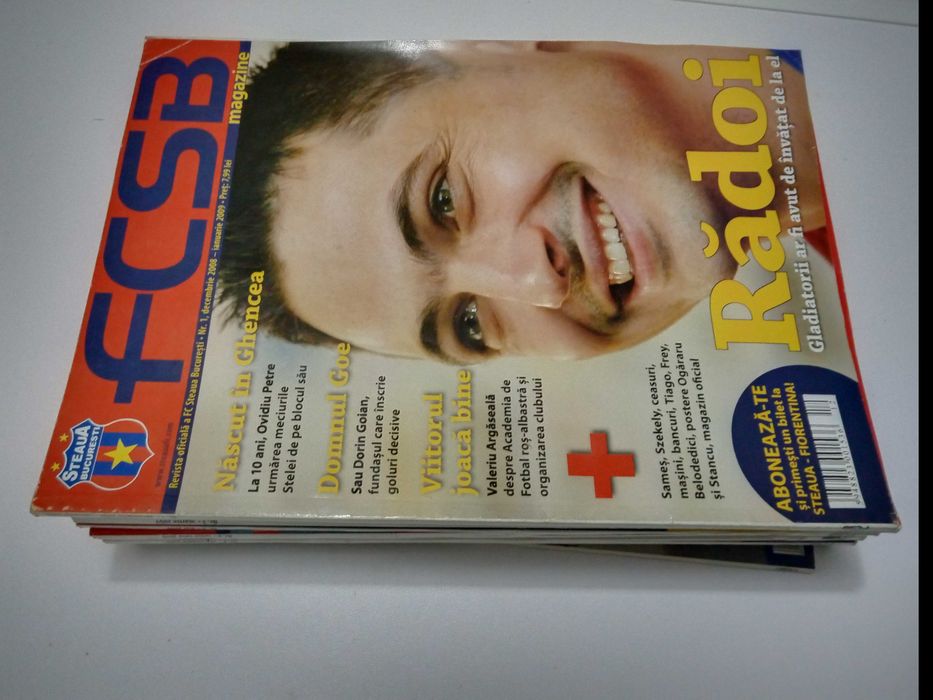 FCSB
magazine
STEAUA
BUCUREȘTI
Revista oficială a FC Steaua București • Nr. 1, decembrie 2008 – ianuarie 2009 • Preț: 7,99 lei
Născut în Ghencea
La 10 ani, Ovidiu Petre
urmărea meciurile
Stelei de pe blocul său
Domnul Goe
Sau Dorin Goian,
fundașul care înscrie
goluri decisive
Viitorul
joacă bine
Valeriu Argăseală
despre Academia de
Fotbal roș-albastră și
organizarea clubului
+
Sameș, Szekely, ceasuri,
mașini, bancuri, Tiago, Frey,
Belodedici, postere Ogăraru
și Stancu, magazin oficial
Rădoi
Gladiatorii ar fi avut de învățat de la el
ABONEAZĂ-TE
și primești un bilet la
STEAUA - FIORENTINA!